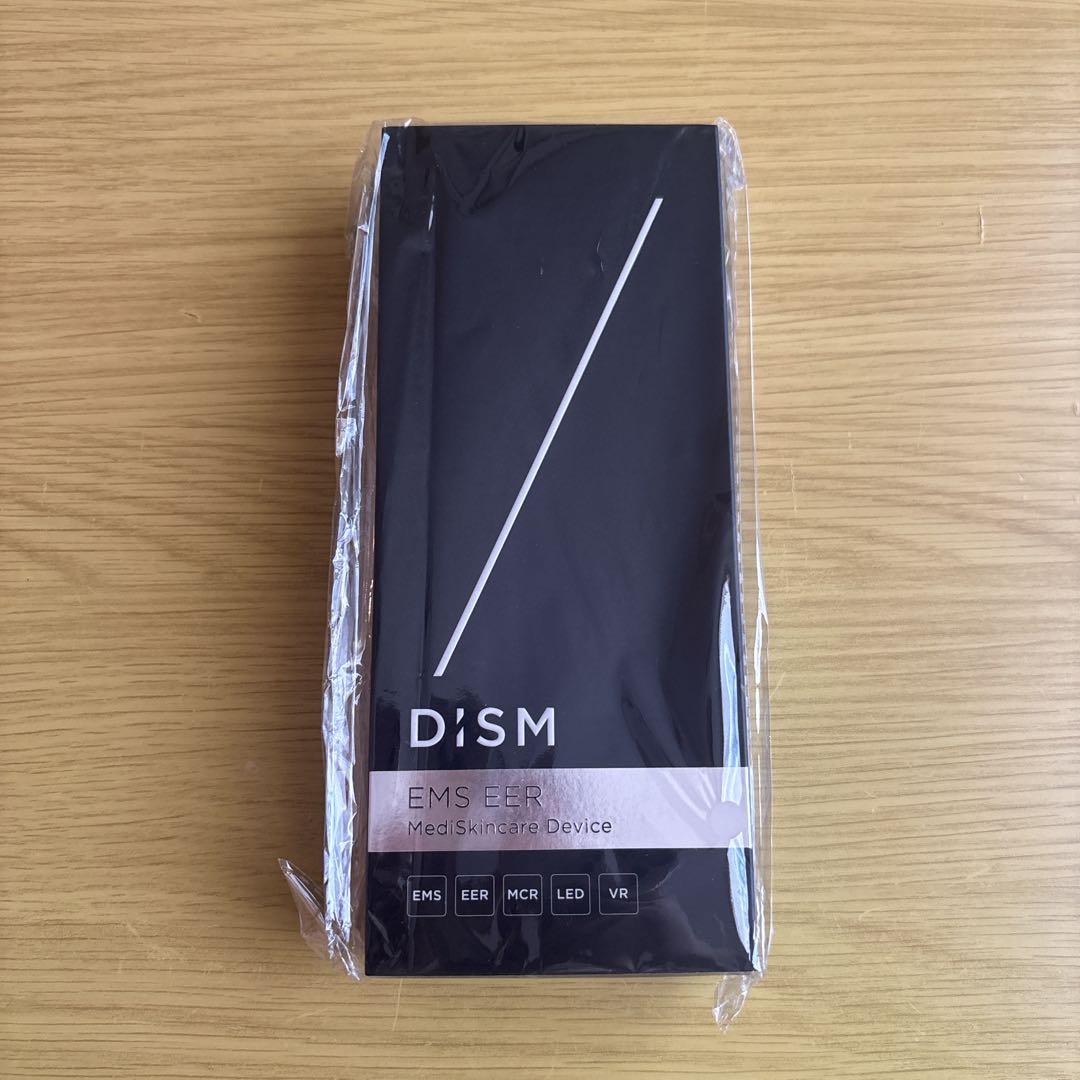 DISM
EMS EER
MediSkincare Device
EMS EER MCR LED VR